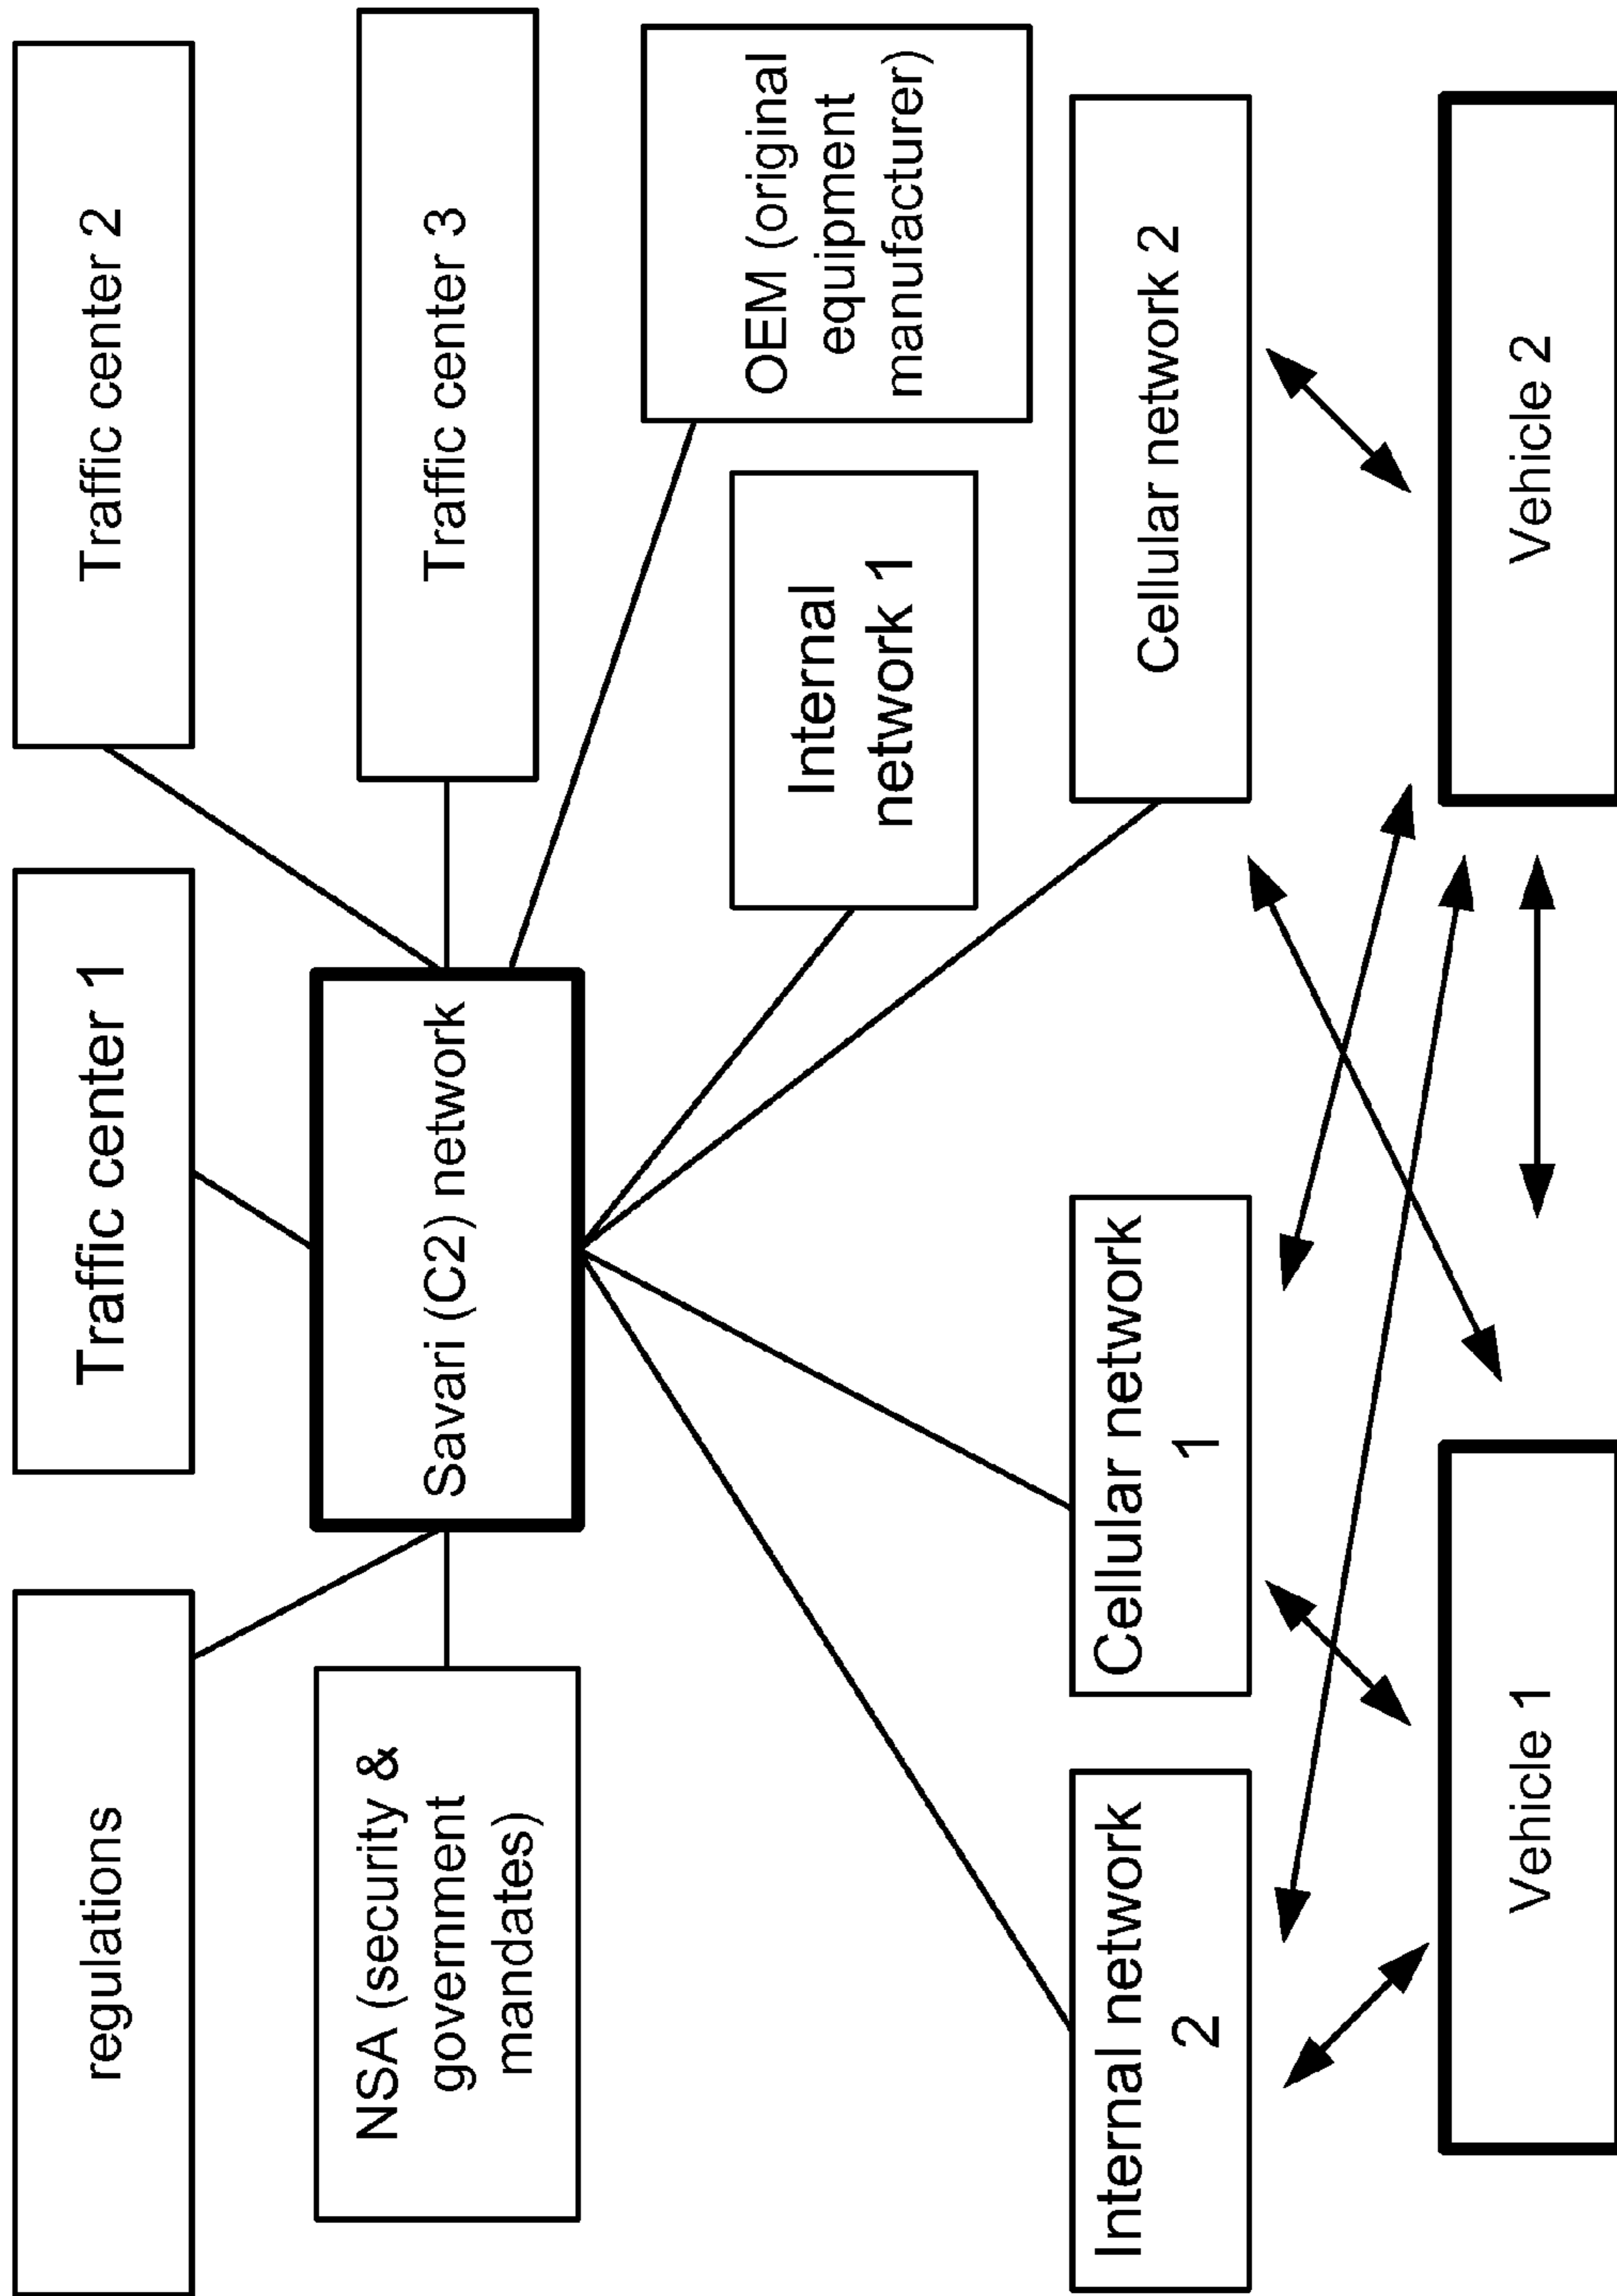 regulations
Traffic center 1
Traffic center 2
NSA (security &
government
mandates)
Savari (C2) network
Traffic center 3
OEM (original
equipment
manufacturer)
Internal
network 1
Internal network
2
Cellular network
1
Cellular network 2
Vehicle 1
Vehicle 2